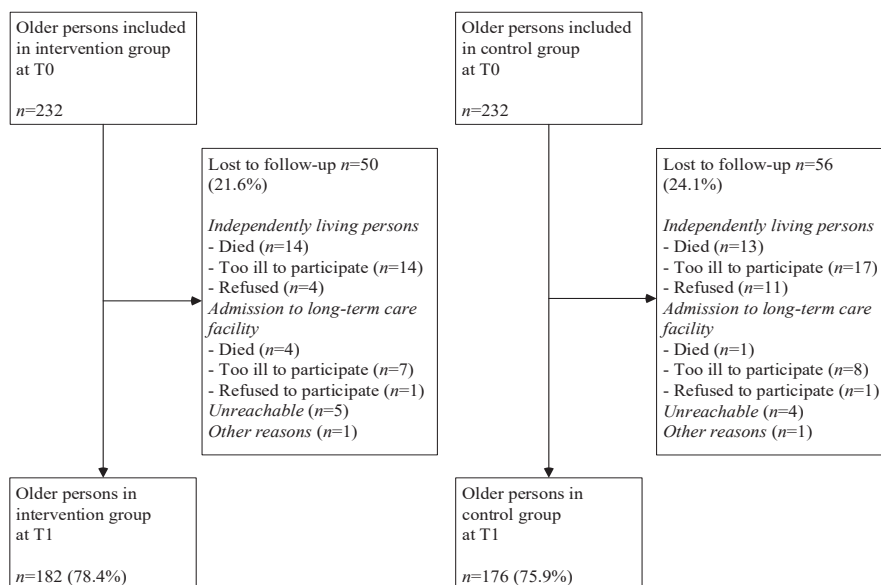 Older persons included
in intervention group
at T0
n=232
Older persons included
in control group
at T0
n=232
Lost to follow-up n=50
(21.6%)
Independently living persons
- Died (n=14)
- Too ill to participate (n=14)
- Refused (n=4)
Admission to long-term care
facility
- Died (n=4)
- Too ill to participate (n=7)
- Refused to participate (n=1)
Unreachable (n=5)
Other reasons (n=1)
Lost to follow-up n=56
(24.1%)
Independently living persons
- Died (n=13)
- Too ill to participate (n=17)
- Refused (n=11)
Admission to long-term care
facility
- Died (n=1)
- Too ill to participate (n=8)
- Refused to participate (n=1)
Unreachable (n=4)
Other reasons (n=1)
Older persons in
intervention group
at T1
n=182 (78.4%)
Older persons in
control group
at T1
n=176 (75.9%)